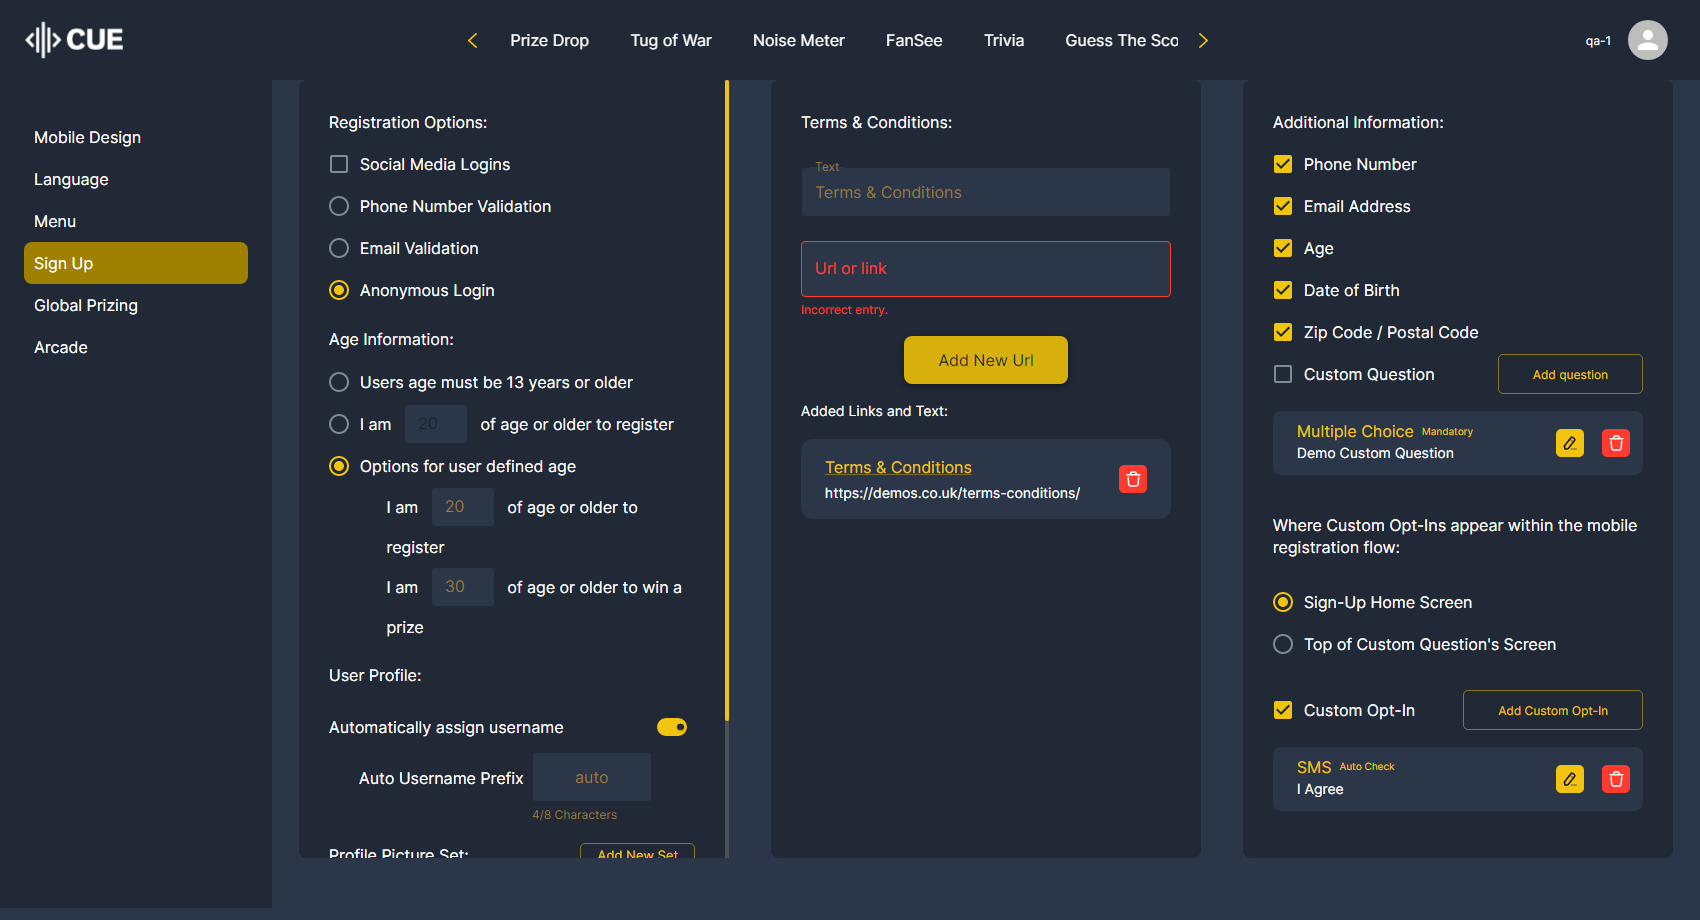 CUE
Prize Drop
Tug of War
Noise Meter
FanSee
Trivia
Guess The Sco
qa-1
Mobile Design
Language
Menu
Sign Up
Global Prizing
Arcade
Registration Options:
Social Media Logins
Phone Number Validation
Email Validation
Anonymous Login
Age Information:
Users age must be 13 years or older
I am 20 of age or older to register
Options for user defined age
I am 20 of age or older to
register
I am 30 of age or older to win a
prize
User Profile:
Automatically assign username
Auto Username Prefix auto
4/8 Characters
Profile Picture Set: Add New Set
Terms & Conditions:
Text
Terms & Conditions
Url or link
Incorrect entry.
Add New Url
Added Links and Text:
Terms & Conditions
https://demos.co.uk/terms-conditions/
Additional Information:
Phone Number
Email Address
Age
Date of Birth
Zip Code / Postal Code
Custom Question Add question
Multiple Choice Mandatory
Demo Custom Question
Where Custom Opt-Ins appear within the mobile
registration flow:
Sign-Up Home Screen
Top of Custom Question's Screen
Custom Opt-In Add Custom Opt-In
SMS Auto Check
I Agree